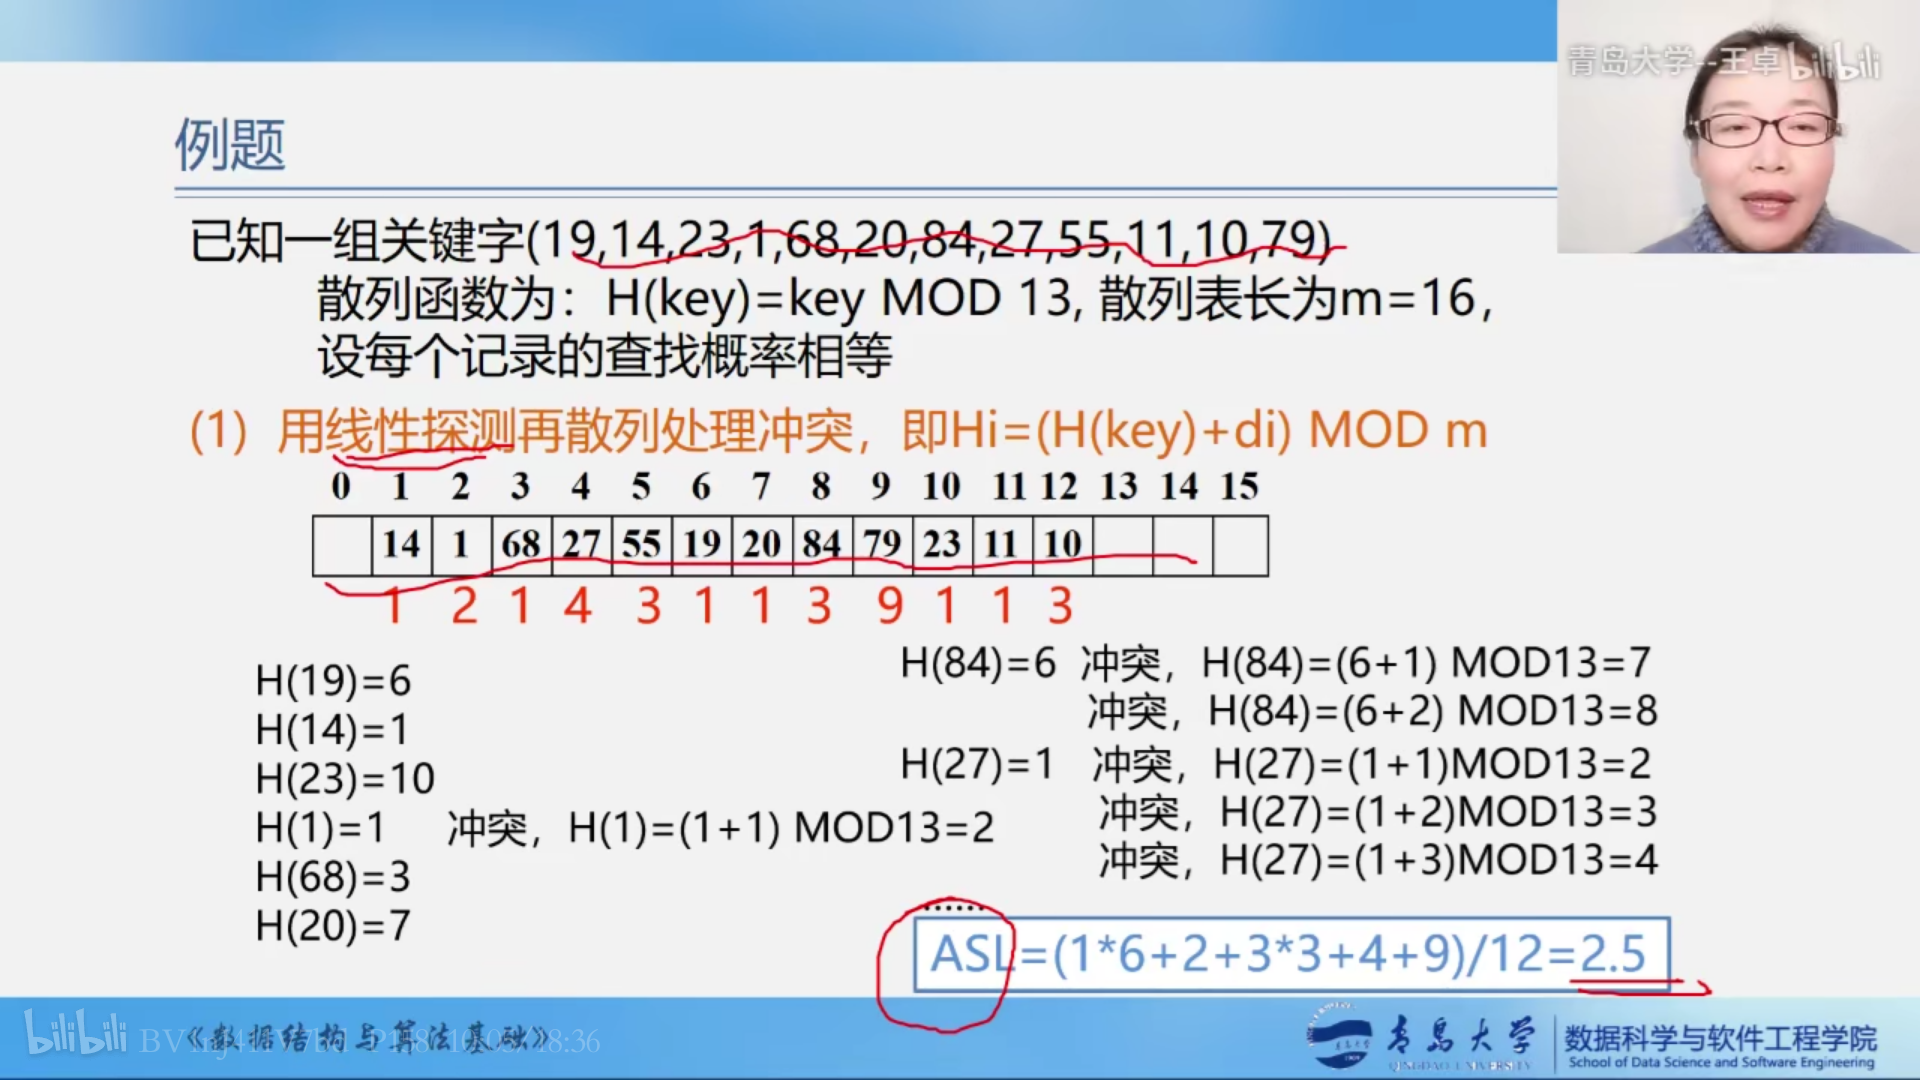 青岛大学--王卓 bilibili
例题
已知一组关键字(19,14,23,1,68,20,84,27,55,11,10,79)
散列函数为：H(key)=key MOD 13, 散列表长为m=16，
设每个记录的查找概率相等
(1) 用线性探测再散列处理冲突，即Hi=(H(key)+di) MOD m
0 1 2 3 4 5 6 7 8 9 10 11 12 13 14 15
14 1 68 27 55 19 20 84 79 23 11 10
1 2 1 4 3 1 1 3 9 1 1 3
H(19)=6
H(14)=1
H(23)=10
H(1)=1 冲突，H(1)=(1+1) MOD13=2
H(68)=3
H(20)=7
H(84)=6 冲突，H(84)=(6+1) MOD13=7
冲突，H(84)=(6+2) MOD13=8
H(27)=1 冲突，H(27)=(1+1)MOD13=2
冲突，H(27)=(1+2)MOD13=3
冲突，H(27)=(1+3)MOD13=4
……
ASL=(1*6+2+3*3+4+9)/12=2.5
bilibili
《数据结构与算法基础》
青岛大学
QINGDAO UNIVERSITY
数据科学与软件工程学院
School of Data Science and Software Engineering